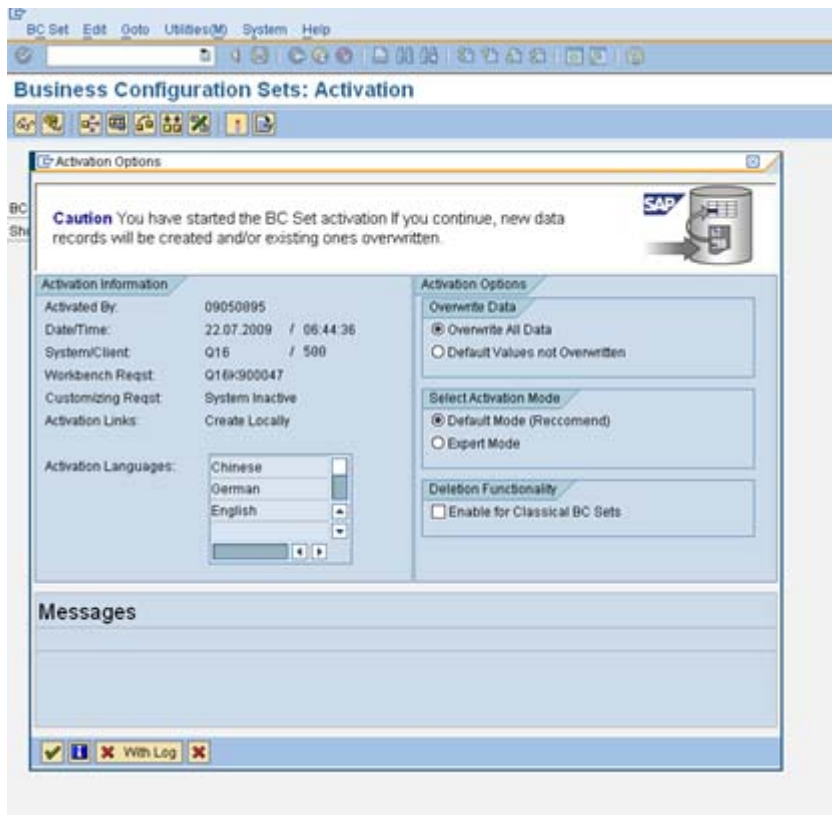 BC Set Edit Goto Utilities(M) System Help
Business Configuration Sets: Activation
Activation Options
BC
Sho
Caution You have started the BC Set activation If you continue, new data
records will be created and/or existing ones overwritten.
SAP
Activation Information
Activated By: 09050895
Date/Time: 22.07.2009 / 06:44:36
System/Client: Q16 / 500
Workbench Reqst. Q16K900047
Customizing Reqst: System Inactive
Activation Links: Create Locally
Activation Languages: Chinese
German
English
Activation Options
Overwrite Data
Overwrite All Data
Default Values not Overwritten
Select Activation Mode
Default Mode (Reccomend)
Expert Mode
Deletion Functionality
Enable for Classical BC Sets
Messages
With Log